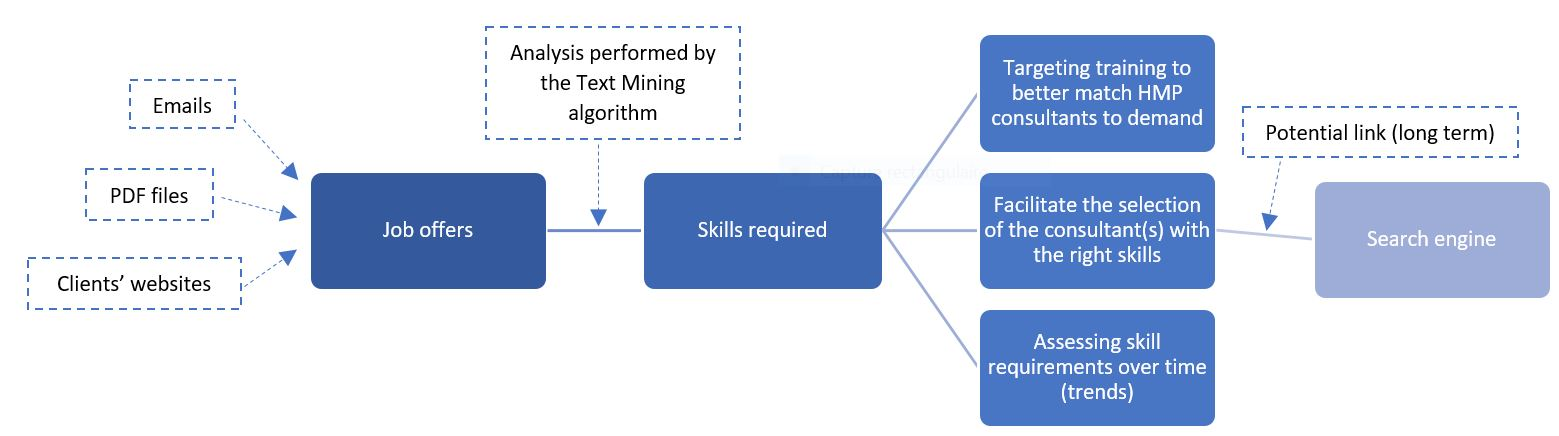 Emails
PDF files
Clients’ websites
Job offers
Analysis performed by
the Text Mining
algorithm
Skills required
Targeting training to
better match HMP
consultants to demand
Facilitate the selection
of the consultant(s) with
the right skills
Assessing skill
requirements over time
(trends)
Potential link (long term)
Search engine